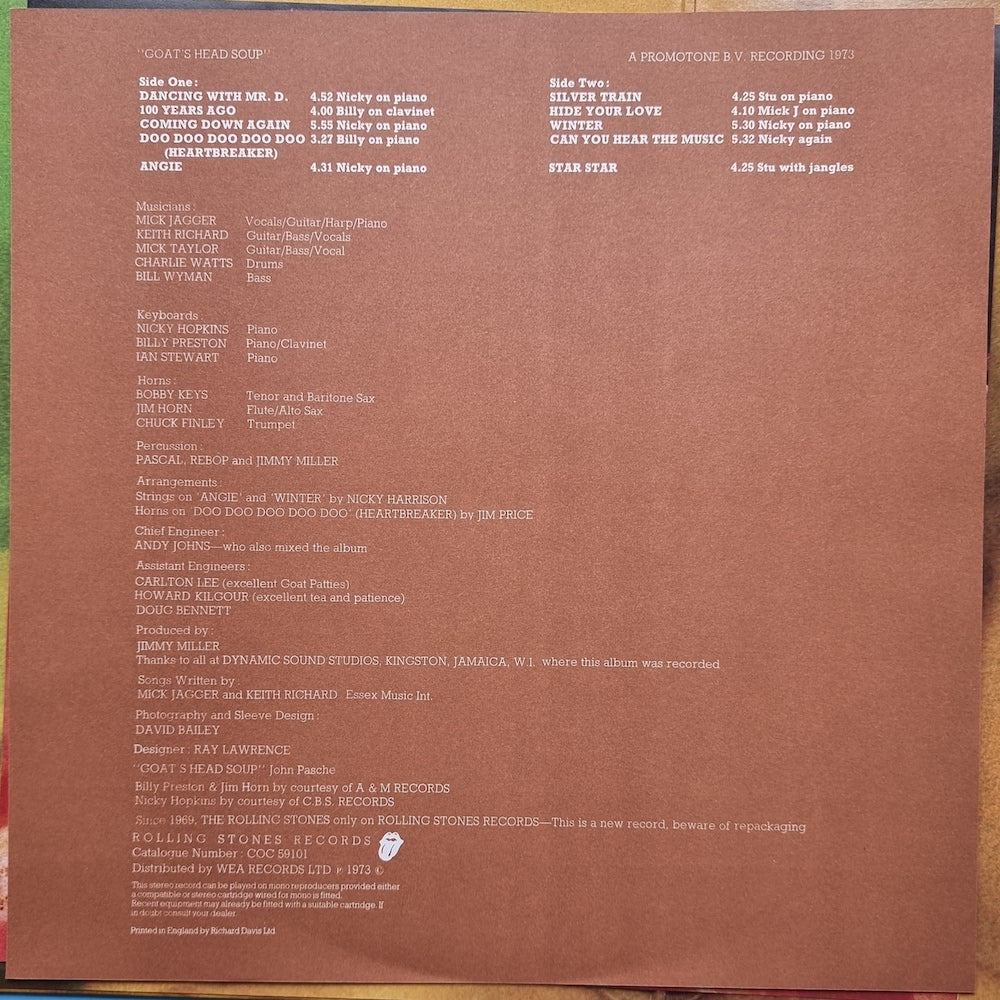 "GOAT'S HEAD SOUP"
A PROMOTONE B.V. RECORDING 1973
Side One:
DANCING WITH MR. D. 4.52 Nicky on piano
100 YEARS AGO 4.00 Billy on clavinet
COMING DOWN AGAIN 5.55 Nicky on piano
DOO DOO DOO DOO DOO 3.27 Billy on piano
(HEARTBREAKER)
ANGIE 4.31 Nicky on piano
Side Two:
SILVER TRAIN 4.25 Stu on piano
HIDE YOUR LOVE 4.10 Mick J on piano
WINTER 5.30 Nicky on piano
CAN YOU HEAR THE MUSIC 5.32 Nicky again
STAR STAR 4.25 Stu with jangles
Musicians:
MICK JAGGER Vocals/Guitar/Harp/Piano
KEITH RICHARD Guitar/Bass/Vocals
MICK TAYLOR Guitar/Bass/Vocal
CHARLIE WATTS Drums
BILL WYMAN Bass
Keyboards:
NICKY HOPKINS Piano
BILLY PRESTON Piano/Clavinet
IAN STEWART Piano
Horns:
BOBBY KEYS Tenor and Baritone Sax
JIM HORN Flute/Alto Sax
CHUCK FINLEY Trumpet
Percussion:
PASCAL, REBOP and JIMMY MILLER
Arrangements:
Strings on 'ANGIE' and 'WINTER' by NICKY HARRISON
Horns on 'DOO DOO DOO DOO DOO' (HEARTBREAKER) by JIM PRICE
Chief Engineer:
ANDY JOHNS—who also mixed the album
Assistant Engineers:
CARLTON LEE (excellent Goat Patties)
HOWARD KILGOUR (excellent tea and patience)
DOUG BENNETT
Produced by:
JIMMY MILLER
Thanks to all at DYNAMIC SOUND STUDIOS, KINGSTON, JAMAICA, W.I. where this album was recorded
Songs Written by:
MICK JAGGER and KEITH RICHARD Essex Music Int.
Photography and Sleeve Design:
DAVID BAILEY
Designer: RAY LAWRENCE
"GOAT'S HEAD SOUP" John Pasche
Billy Preston & Jim Horn by courtesy of A & M RECORDS
Nicky Hopkins by courtesy of C.B.S. RECORDS
Since 1969, THE ROLLING STONES only on ROLLING STONES RECORDS—This is a new record, beware of repackaging
ROLLING STONES RECORDS
Catalogue Number: COC 59101
Distributed by WEA RECORDS LTD ℗ 1973 ©
This stereo record can be played on mono reproducers provided either
a compatible or stereo cartridge wired for mono is fitted.
Recent equipment may already be fitted with a suitable cartridge. If
in doubt consult your dealer.
Printed in England by Richard Davis Ltd.